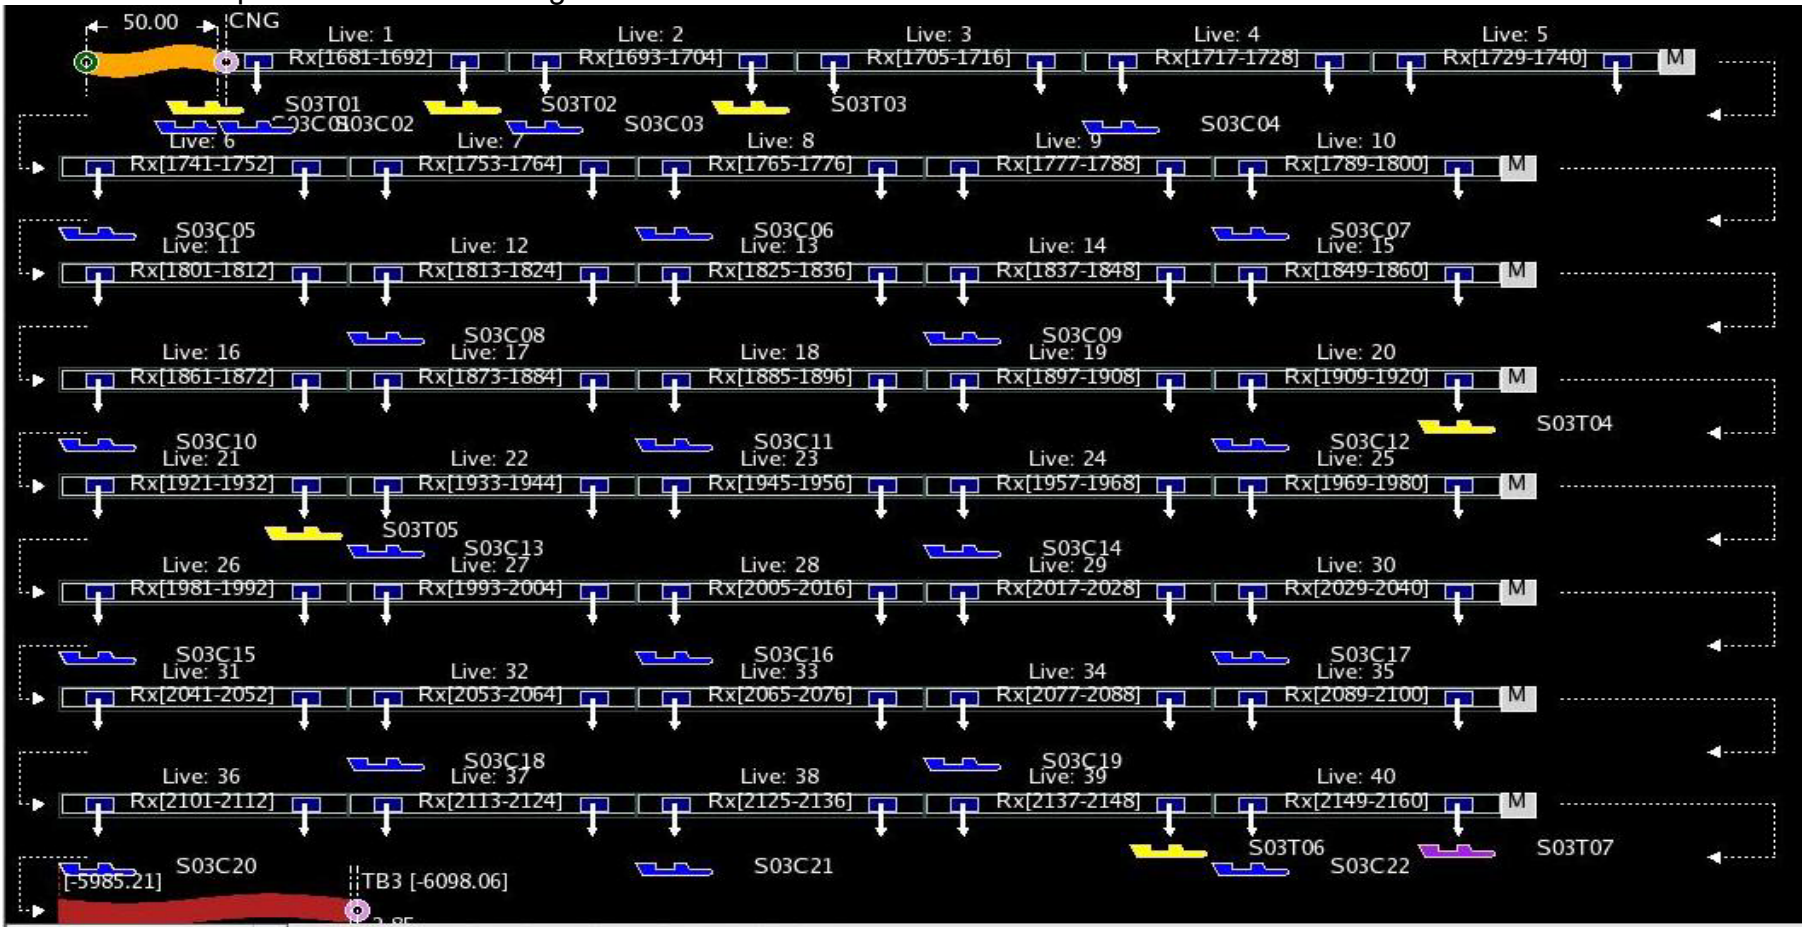 50.00 CNG
Live: 1 Live: 2 Live: 3 Live: 4 Live: 5
Rx[1681-1692] Rx[1693-1704] Rx[1705-1716] Rx[1717-1728] Rx[1729-1740] M
S03T01 S03T02 S03T03
S03C01 S03C02 S03C03 S03C04
Live: 6 Live: 7 Live: 8 Live: 9 Live: 10
Rx[1741-1752] Rx[1753-1764] Rx[1765-1776] Rx[1777-1788] Rx[1789-1800] M
S03C05 S03C06 S03C07
Live: 11 Live: 12 Live: 13 Live: 14 Live: 15
Rx[1801-1812] Rx[1813-1824] Rx[1825-1836] Rx[1837-1848] Rx[1849-1860] M
S03C08 S03C09
Live: 16 Live: 17 Live: 18 Live: 19 Live: 20
Rx[1861-1872] Rx[1873-1884] Rx[1885-1896] Rx[1897-1908] Rx[1909-1920] M
S03T04
S03C10 S03C11 S03C12
Live: 21 Live: 22 Live: 23 Live: 24 Live: 25
Rx[1921-1932] Rx[1933-1944] Rx[1945-1956] Rx[1957-1968] Rx[1969-1980] M
S03T05
S03C13 S03C14
Live: 26 Live: 27 Live: 28 Live: 29 Live: 30
Rx[1981-1992] Rx[1993-2004] Rx[2005-2016] Rx[2017-2028] Rx[2029-2040] M
S03C15 S03C16 S03C17
Live: 31 Live: 32 Live: 33 Live: 34 Live: 35
Rx[2041-2052] Rx[2053-2064] Rx[2065-2076] Rx[2077-2088] Rx[2089-2100] M
S03C18 S03C19
Live: 36 Live: 37 Live: 38 Live: 39 Live: 40
Rx[2101-2112] Rx[2113-2124] Rx[2125-2136] Rx[2137-2148] Rx[2149-2160] M
S03T06 S03T07
S03C20 S03C21 S03C22
[-5985.21] TB3 [-6098.06]